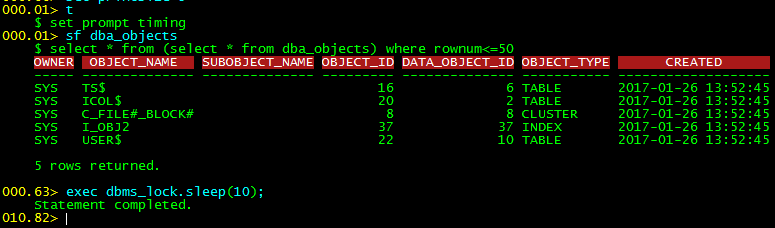 000.01> t
$ set prompt timing
000.01> sf dba_objects
$ select * from (select * from dba_objects) where rownum<=50
OWNER OBJECT_NAME SUBOBJECT_NAME OBJECT_ID DATA_OBJECT_ID OBJECT_TYPE CREATED
----- -------------- -------------- --------- -------------- ----------- -------------------
SYS TS$ 16 6 TABLE 2017-01-26 13:52:45
SYS ICOL$ 20 2 TABLE 2017-01-26 13:52:45
SYS C_FILE#_BLOCK# 8 8 CLUSTER 2017-01-26 13:52:45
SYS I_OBJ2 37 37 INDEX 2017-01-26 13:52:45
SYS USER$ 22 10 TABLE 2017-01-26 13:52:45
5 rows returned.
000.63> exec dbms_lock.sleep(10);
Statement completed.
010.82>